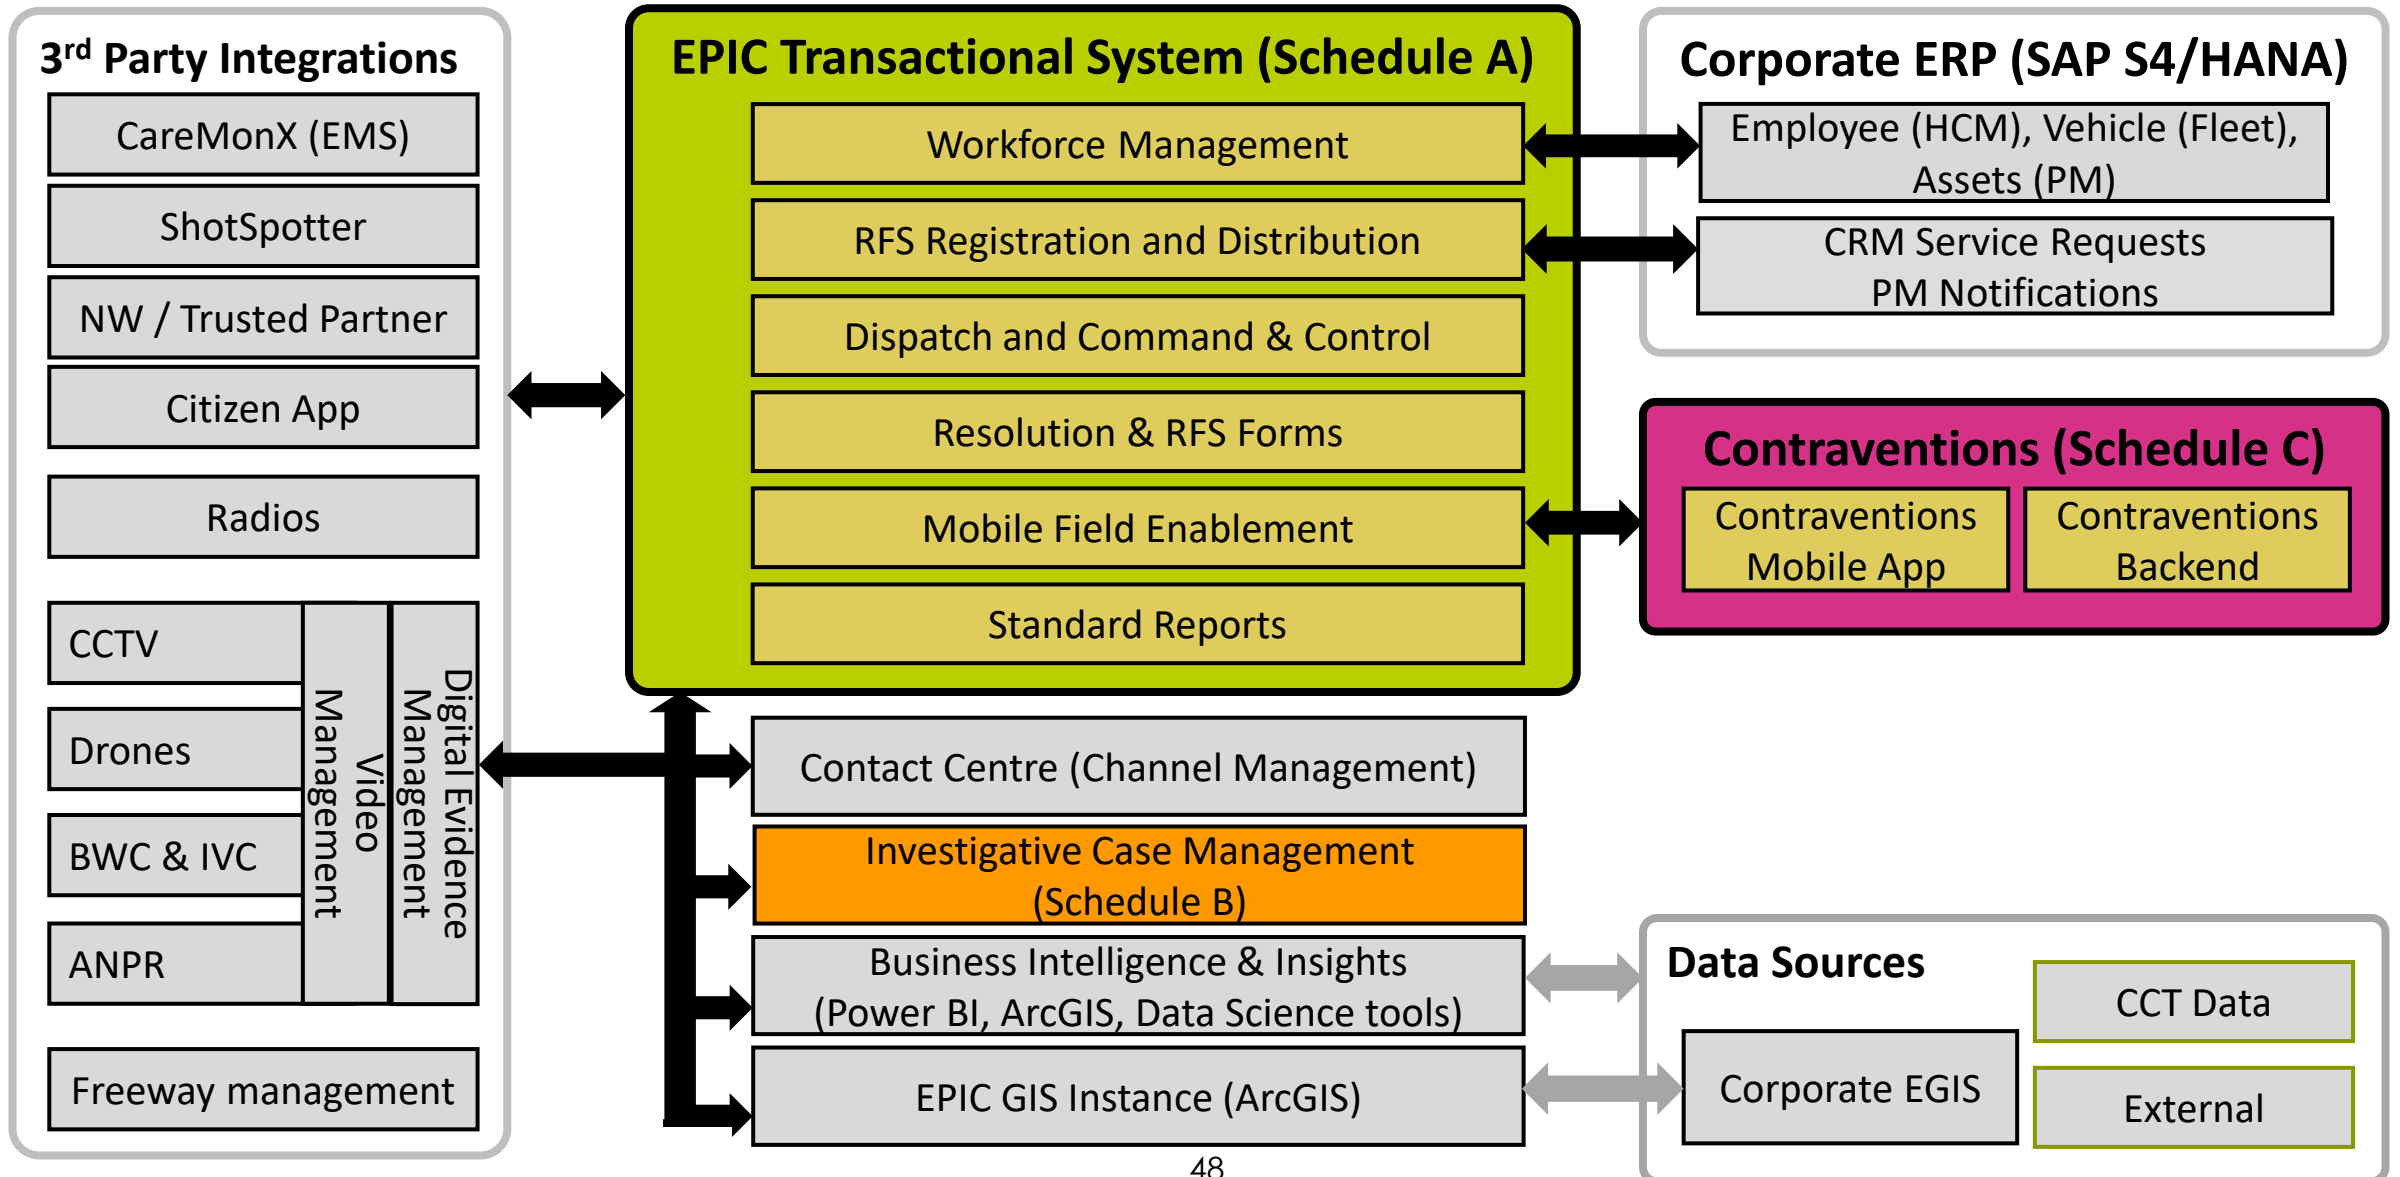 3rd Party Integrations
CareMonX (EMS)
ShotSpotter
NW / Trusted Partner
Citizen App
Radios
CCTV
Drones
BWC & IVC
ANPR
Video
Management
Digital Evidence
Management
Freeway management
EPIC Transactional System (Schedule A)
Workforce Management
RFS Registration and Distribution
Dispatch and Command & Control
Resolution & RFS Forms
Mobile Field Enablement
Standard Reports
Contact Centre (Channel Management)
Investigative Case Management
(Schedule B)
Business Intelligence & Insights
(Power BI, ArcGIS, Data Science tools)
EPIC GIS Instance (ArcGIS)
Corporate ERP (SAP S4/HANA)
Employee (HCM), Vehicle (Fleet),
Assets (PM)
CRM Service Requests
PM Notifications
Contraventions (Schedule C)
Contraventions
Mobile App
Contraventions
Backend
Data Sources
CCT Data
Corporate EGIS
External
48